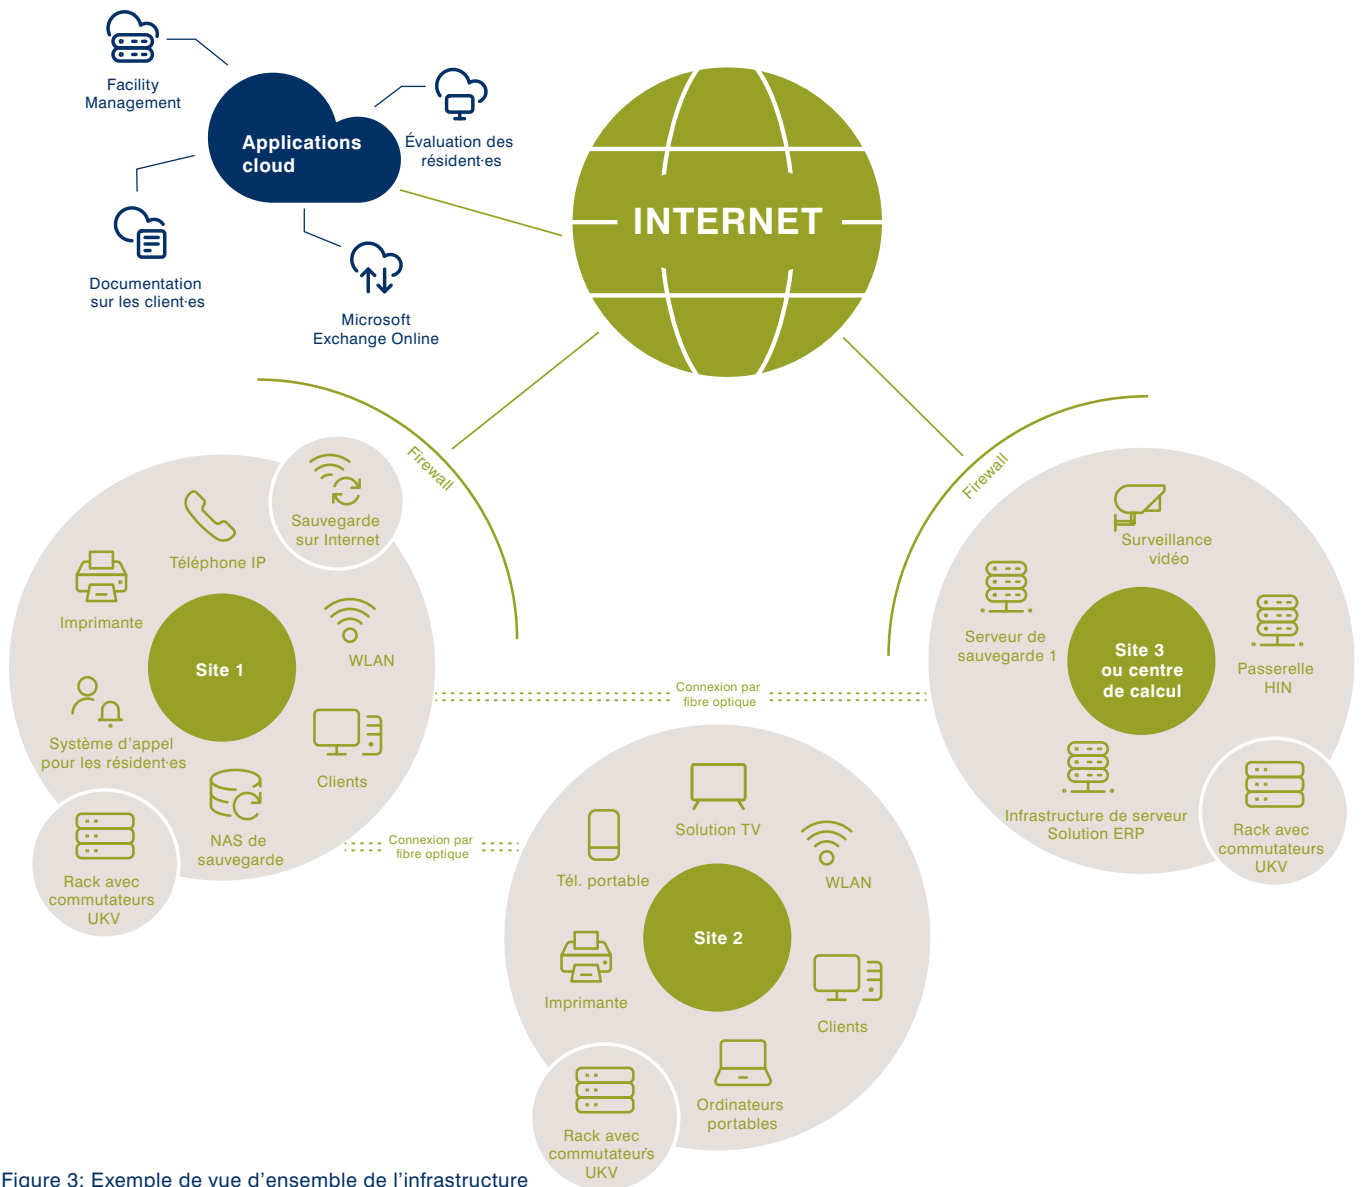 Facility
Management
Applications
cloud
Évaluation des
résident·es
Documentation
sur les client·es
Microsoft
Exchange Online
INTERNET
Firewall
Firewall
Sauvegarde
sur Internet
Téléphone IP
Imprimante
WLAN
Site 1
Système d’appel
pour les résident·es
Clients
NAS de
sauvegarde
Rack avec
commutateurs
UKV
Connexion par
fibre optique
Connexion par
fibre optique
Surveillance
vidéo
Serveur de
sauvegarde 1
Site 3
ou centre
de calcul
Passerelle
HIN
Infrastructure de serveur
Solution ERP
Rack avec
commutateurs
UKV
Solution TV
Tél. portable
WLAN
Site 2
Imprimante
Clients
Ordinateurs
portables
Rack avec
commutateurs
UKV
Figure 3: Exemple de vue d’ensemble de l’infrastructure